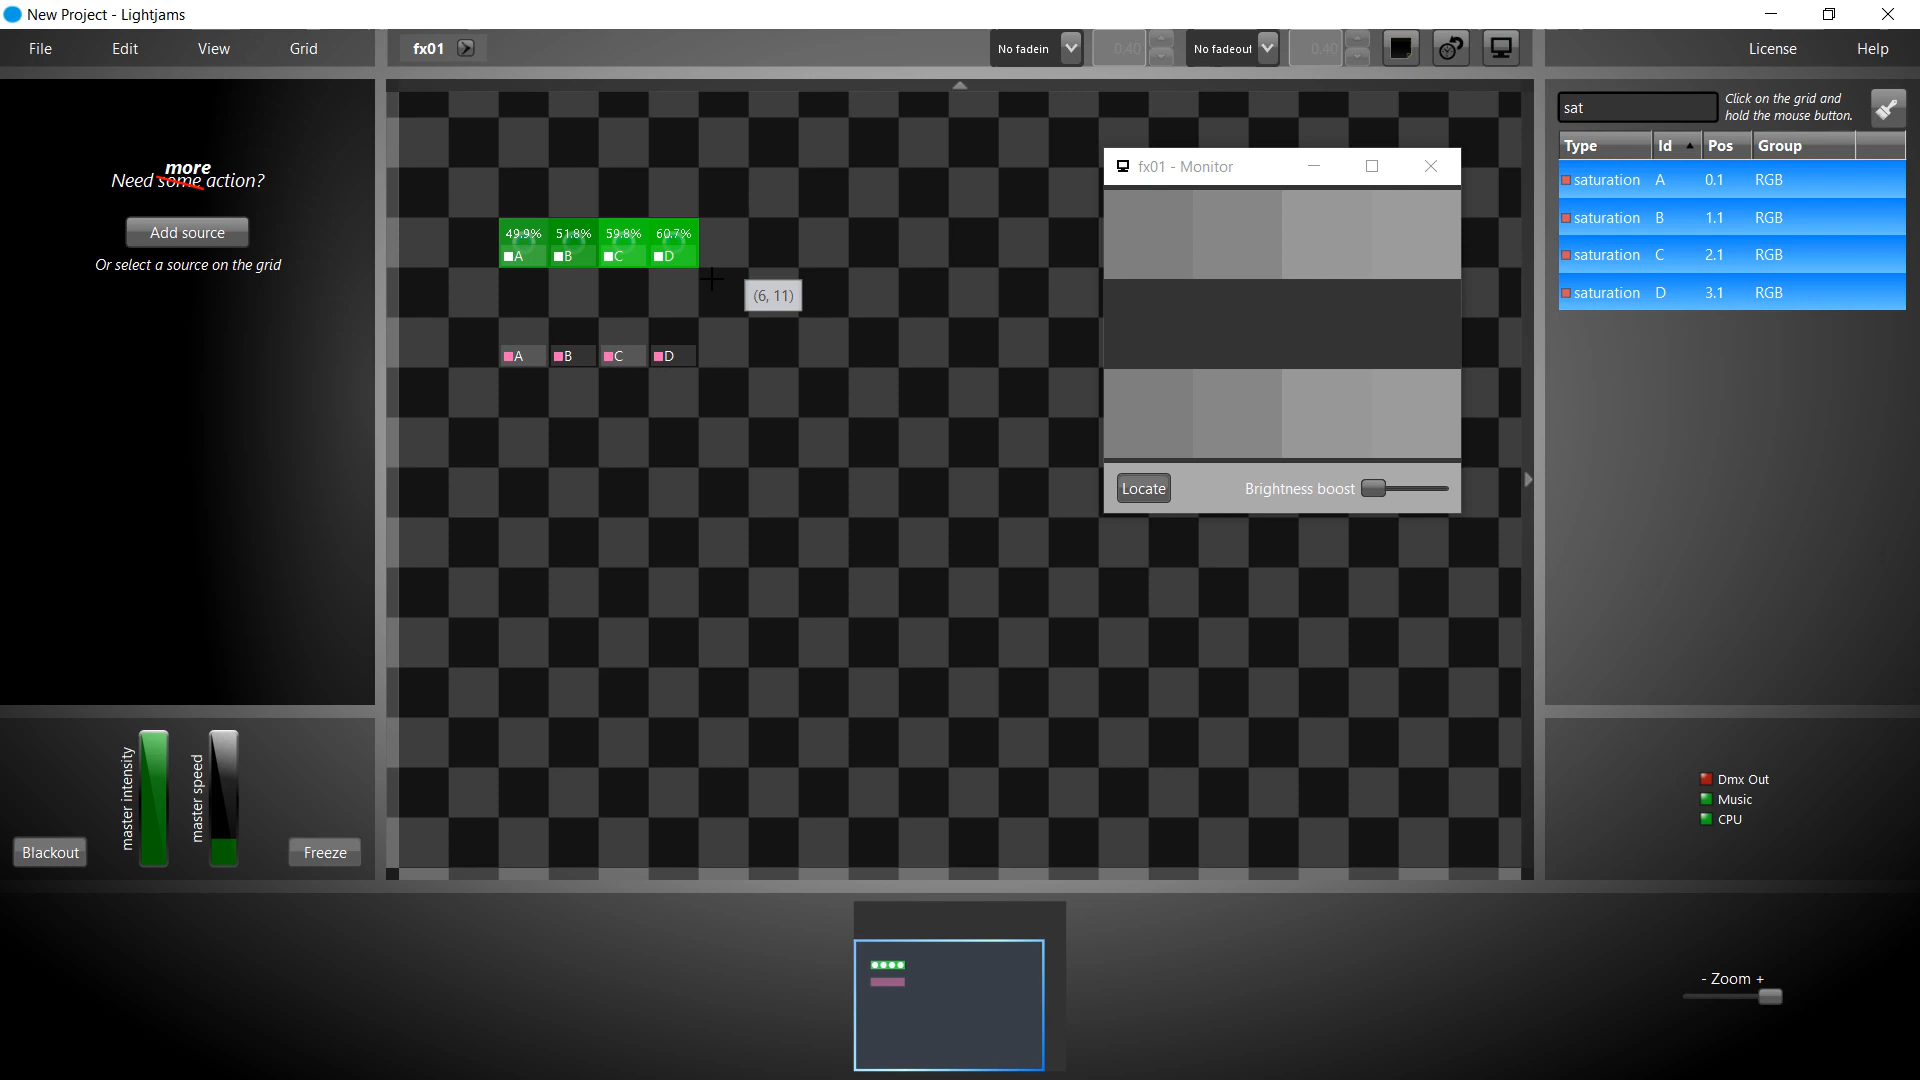 New Project - Lightjams
File Edit View Grid
fx01
No fadein 0.40 No fadeout 0.40
License Help
Need some more action?
Add source
Or select a source on the grid
49.9% 51.8% 59.8% 60.7%
A B C D
(6, 11)
A B C D
fx01 - Monitor
Locate Brightness boost
sat
Click on the grid and
hold the mouse button.
Type Id Pos Group
saturation A 0.1 RGB
saturation B 1.1 RGB
saturation C 2.1 RGB
saturation D 3.1 RGB
master intensity
master speed
Blackout
Freeze
Dmx Out
Music
CPU
- Zoom +